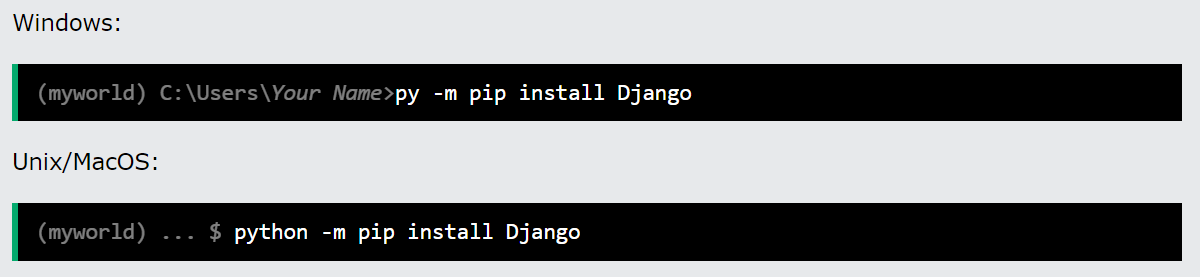 Windows:
(myworld) C:\Users\Your Name>py -m pip install Django
Unix/MacOS:
(myworld) ... $ python -m pip install Django